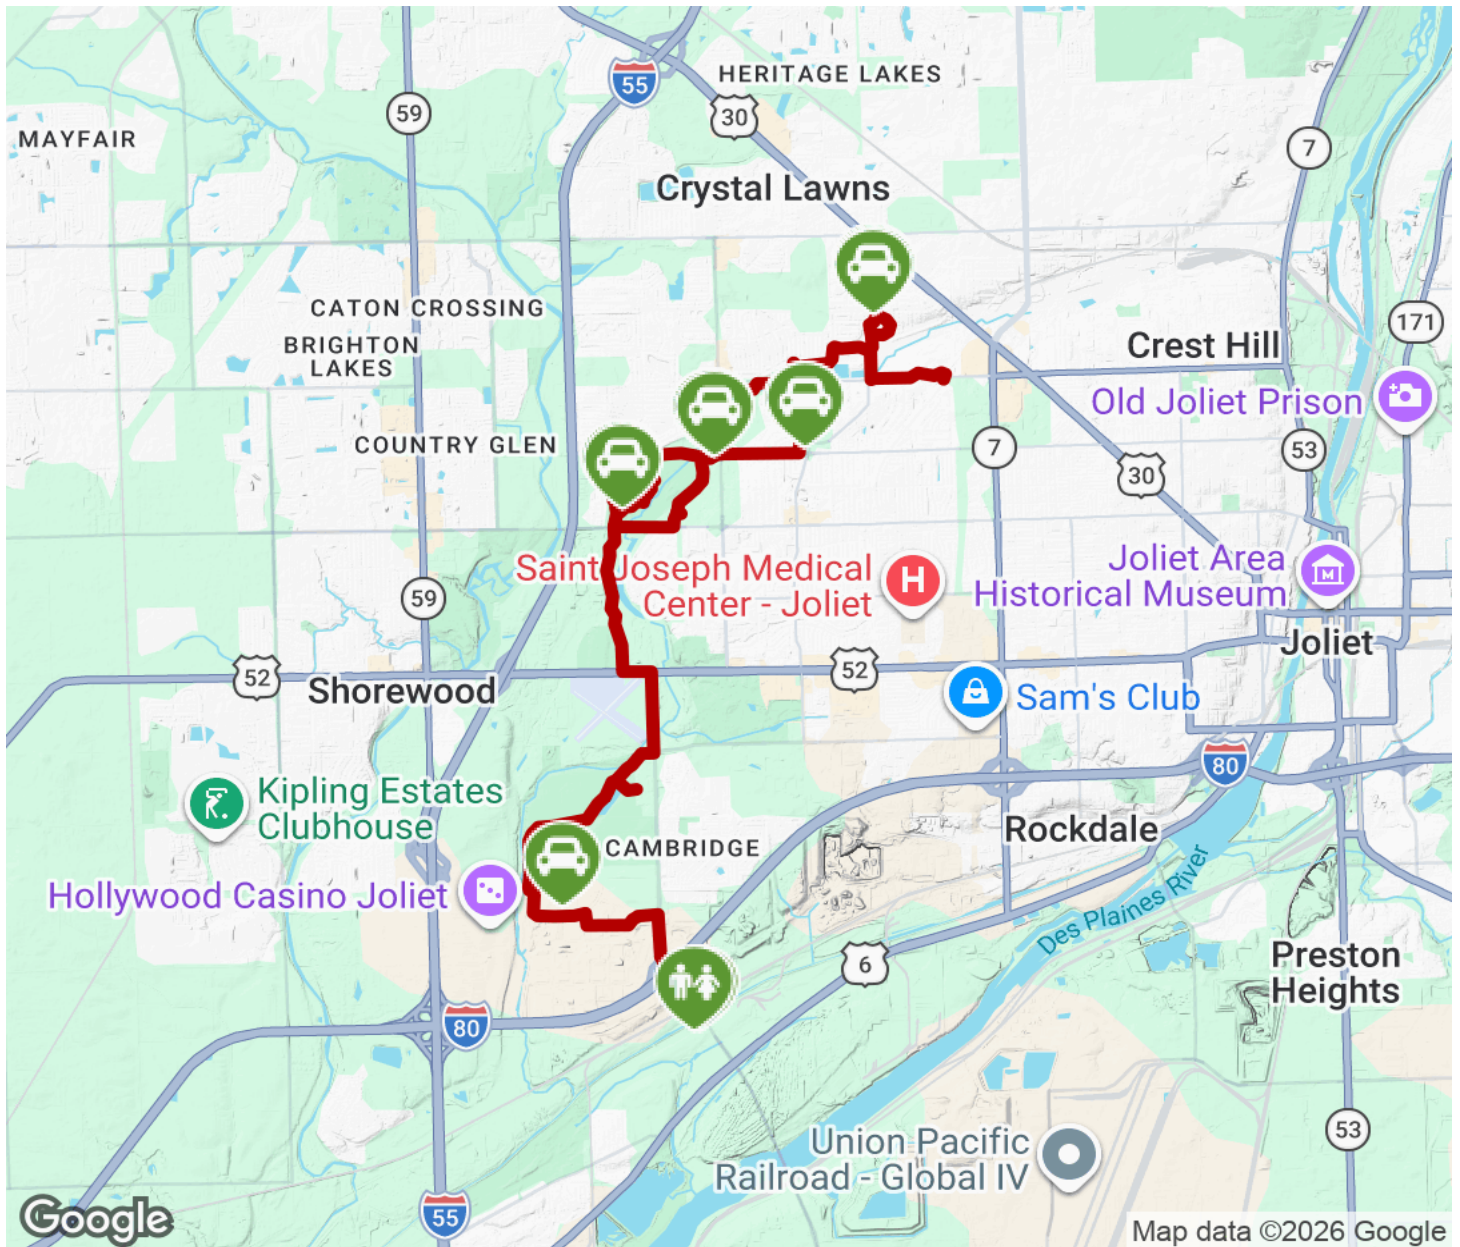 HERITAGE LAKES
55
59
30
MAYFAIR
7
Crystal Lawns
CATON CROSSING
BRIGHTON
LAKES
171
Crest Hill
Old Joliet Prison
COUNTRY GLEN
7
53
30
Saint Joseph Medical
Center - Joliet
H
Joliet Area
Historical Museum
M
59
Joliet
52
52
Shorewood
Sam's Club
80
Kipling Estates
Clubhouse
Rockdale
CAMBRIDGE
Hollywood Casino Joliet
Des Plaines River
6
Preston
Heights
80
53
Union Pacific
Railroad - Global IV
55
Google
Map data ©2026 Google